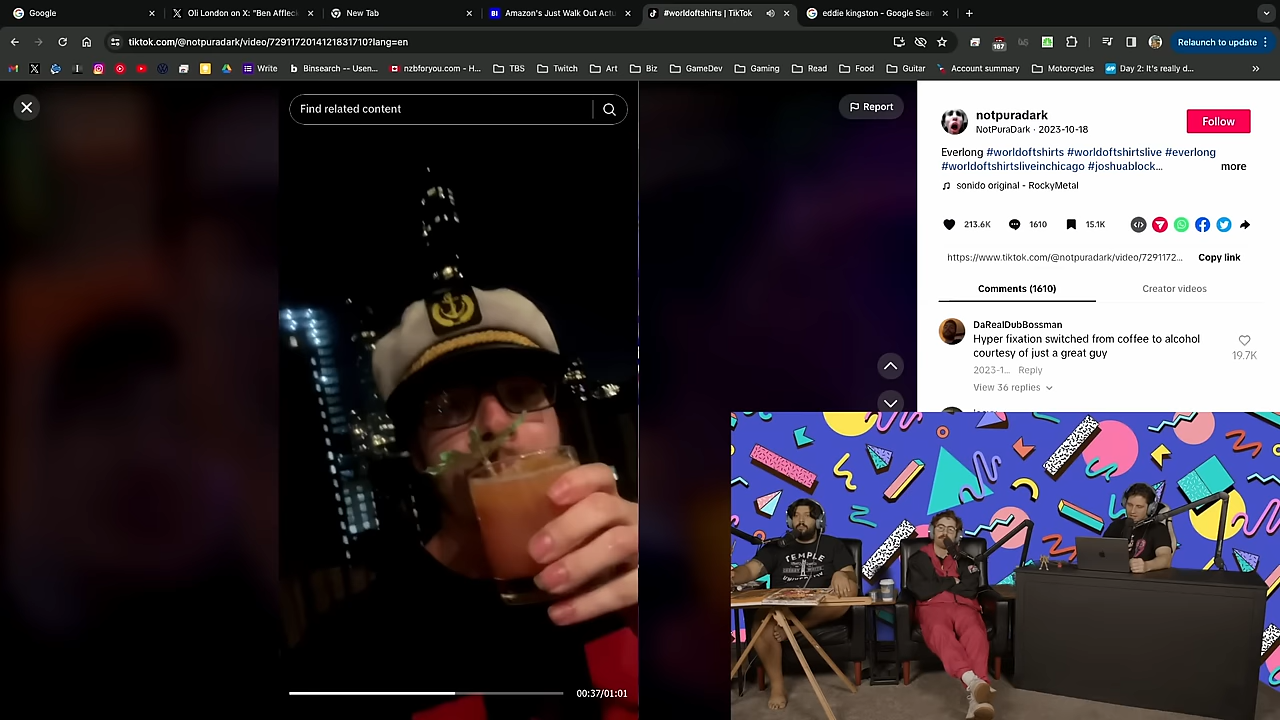 Google
Oli London on X: "Ben Affleck
New Tab
Amazon's Just Walk Out Actu
#worldoftshirts | TikTok
eddie kingston - Google Sear
tiktok.com/@notpuradark/video/7291172014121831710?lang=en
167
Relaunch to update
Write
Binsearch -- Usen...
nzbforyou.com - H...
TBS
Twitch
Art
Biz
GameDev
Gaming
Read
Food
Guitar
Account summary
Motorcycles
Day 2: It's really d...
Find related content
Report
notpuradark
NotPuraDark · 2023-10-18
Follow
Everlong #worldoftshirts #worldoftshirtslive #everlong
#worldoftshirtsliveinchicago #joshuablock...
more
sonido original - RockyMetal
213.6K
1610
15.1K
https://www.tiktok.com/@notpuradark/video/7291172...
Copy link
Comments (1610)
Creator videos
DaRealDubBossman
Hyper fixation switched from coffee to alcohol
courtesy of just a great guy
19.7K
2023-1...
Reply
View 36 replies
TEMPLE
00:37/01:01